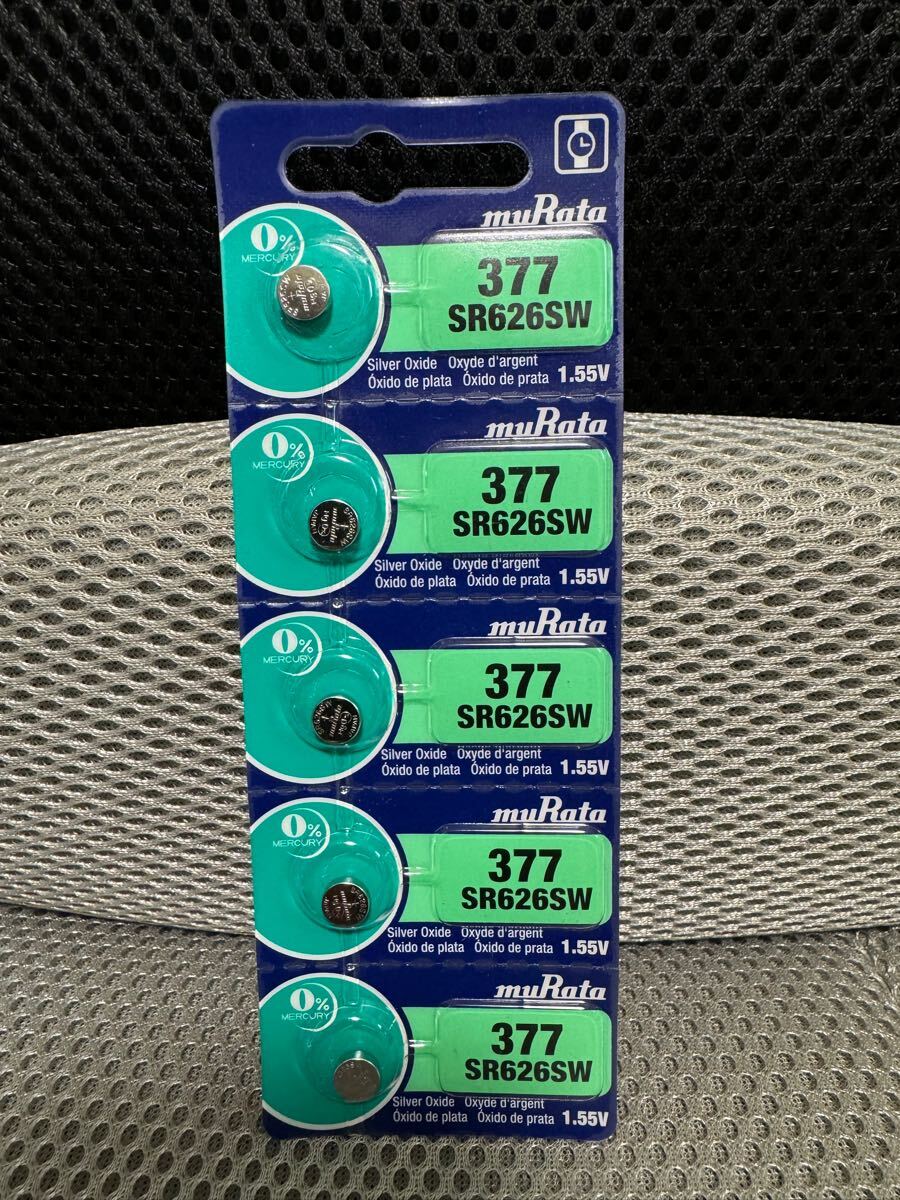 muRata
0%
MERCURY
377
SR626SW
Silver Oxide Oxyde d'argent
Óxido de plata Óxido de prata 1.55V
muRata
0%
MERCURY
377
SR626SW
Silver Oxide Oxyde d'argent
Óxido de plata Óxido de prata 1.55V
muRata
0%
MERCURY
377
SR626SW
Silver Oxide Oxyde d'argent
Óxido de plata Óxido de prata 1.55V
muRata
0%
MERCURY
377
SR626SW
Silver Oxide Oxyde d'argent
Óxido de plata Óxido de prata 1.55V
muRata
0%
MERCURY
377
SR626SW
Silver Oxide Oxyde d'argent
Óxido de plata Óxido de prata 1.55V